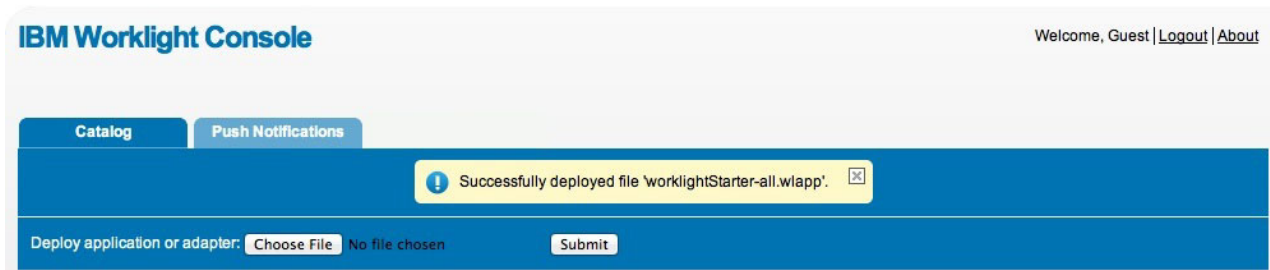 IBM Worklight Console
Welcome, Guest | Logout | About
Catalog Push Notifications
Successfully deployed file 'worklightStarter-all.wlapp'.
Deploy application or adapter: Choose File No file chosen Submit